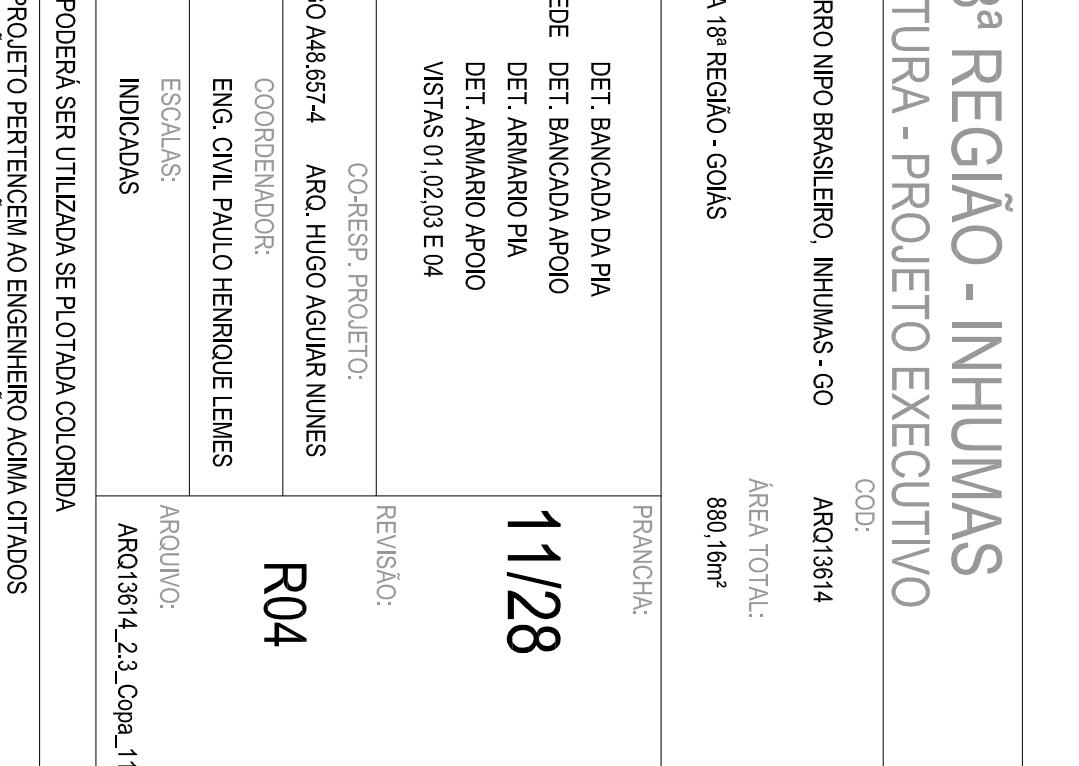 8ª REGIÃO - INHUMAS
TURA - PROJETO EXECUTIVO
COD:
RRO NIPO BRASILEIRO, INHUMAS - GO ARQ13614
ÁREA TOTAL:
A 18ª REGIÃO - GOIÁS 880,16m²
PRANCHA:
DET. BANCADA DA PIA
EDE DET. BANCADA APOIO
DET. ARMARIO PIA
DET. ARMARIO APOIO
VISTAS 01,02,03 E 04
11/28
REVISÃO:
R04
CO-RESP. PROJETO:
GO A48.657-4 ARQ. HUGO AGUIAR NUNES
COORDENADOR:
ENG. CIVIL PAULO HENRIQUE LEMES
ESCALAS:
INDICADAS
ARQUIVO:
ARQ13614_2.3_Copa_11
PODERÁ SER UTILIZADA SE PLOTADA COLORIDA
PROJETO PERTENCEM AO ENGENHEIRO ACIMA CITADOS